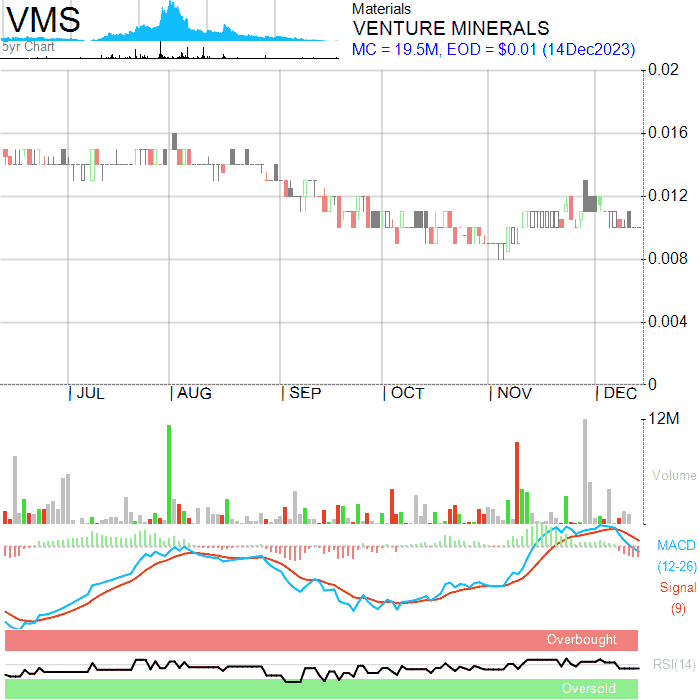 VMS
5yr Chart
Materials
VENTURE MINERALS
MC = 19.5M, EOD = $0.01 (14Dec2023)
0.02
0.016
0.012
0.008
0.004
0
JUL
AUG
SEP
OCT
NOV
DEC
12M
Volume
MACD
(12-26)
Signal
(9)
Overbought
RSI(14)
Oversold